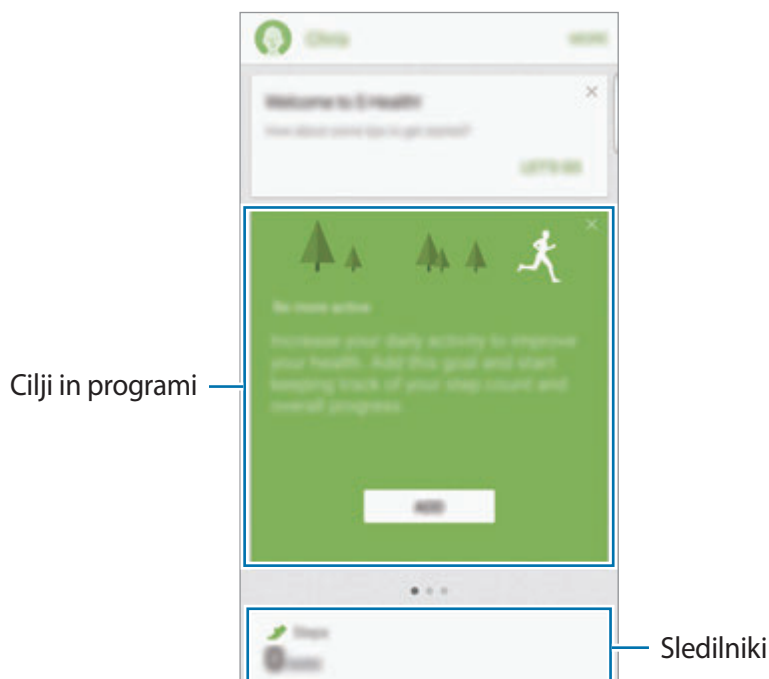 Chris
MORE
Welcome to S Health!
How about some tips to get started?
LET'S GO
Be more active
Increase your daily activity to improve
your health. Add this goal and start
keeping track of your step count and
overall progress.
Cilji in programi
ADD
Steps
0
Sledilniki